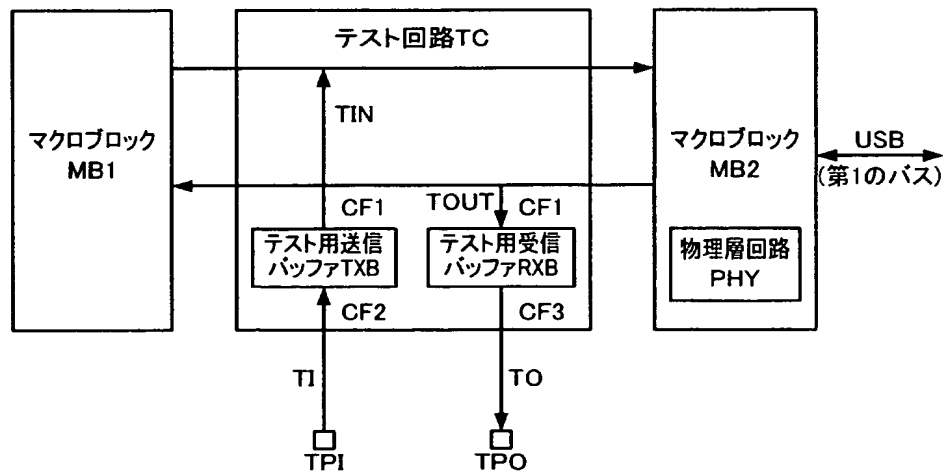 テスト回路TC
TIN
マクロブロック
MB1
マクロブロック
MB2
USB
(第1のバス)
CF1
TOUT
CF1
テスト用送信
バッファTXB
テスト用受信
バッファRXB
物理層回路
PHY
CF2
CF3
TI
TO
TPI
TPO